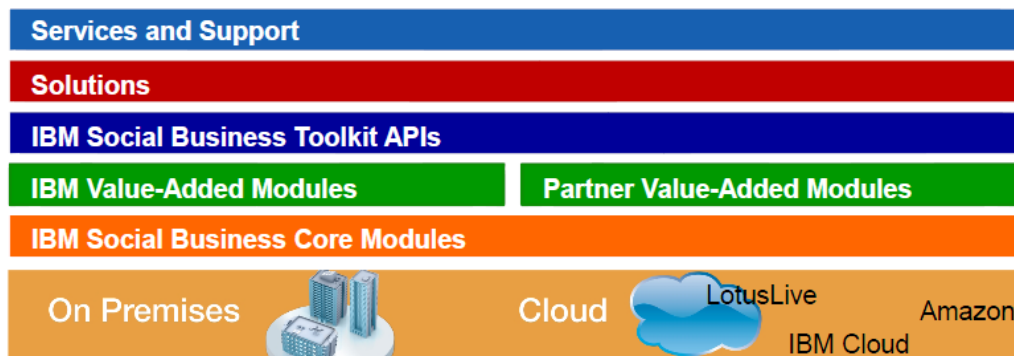 Services and Support
Solutions
IBM Social Business Toolkit APIs
IBM Value-Added Modules
Partner Value-Added Modules
IBM Social Business Core Modules
On Premises
Cloud
LotusLive
Amazon
IBM Cloud